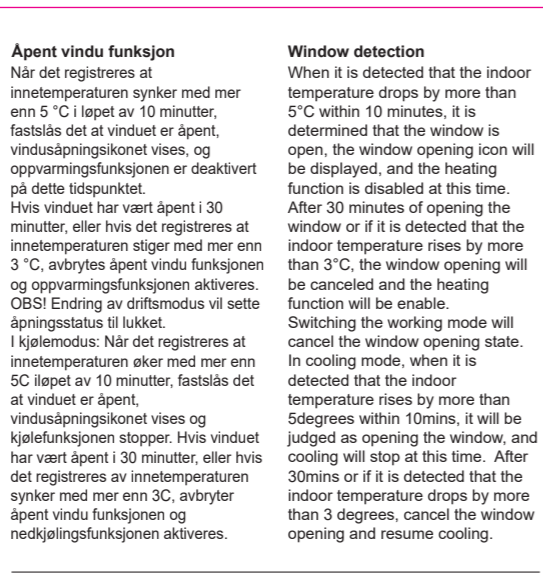 Åpent vindu funksjon
Når det registreres at
innetemperaturen synker med mer
enn 5 °C i løpet av 10 minutter,
fastslås det at vinduet er åpent,
vindusåpningsikonet vises, og
oppvarmingsfunksjonen er deaktivert
på dette tidspunktet.
Hvis vinduet har vært åpent i 30
minutter, eller hvis det registreres at
innetemperaturen stiger med mer enn
3 °C, avbrytes åpent vindu funksjonen
og oppvarmingsfunksjonen aktiveres.
OBS! Endring av driftsmodus vil sette
åpningsstatus til lukket.
I kjølemodus: Når det registreres at
innetemperaturen øker med mer enn
5C iløpet av 10 minutter, fastslås det
at vinduet er åpent,
vindusåpningsikonet vises og
kjølefunksjonen stopper. Hvis vinduet
har vært åpent i 30 minutter, eller hvis
det registreres av innetemperaturen
synker med mer enn 3C, avbryter
åpent vindu funksjonen og
nedkjølingsfunksjonen aktiveres.
Window detection
When it is detected that the indoor
temperature drops by more than
5°C within 10 minutes, it is
determined that the window is
open, the window opening icon will
be displayed, and the heating
function is disabled at this time.
After 30 minutes of opening the
window or if it is detected that the
indoor temperature rises by more
than 3°C, the window opening will
be canceled and the heating
function will be enable.
Switching the working mode will
cancel the window opening state.
In cooling mode, when it is
detected that the indoor
temperature rises by more than
5degrees within 10mins, it will be
judged as opening the window, and
cooling will stop at this time.  After
30mins or if it is detected that the
indoor temperature drops by more
than 3 degrees, cancel the window
opening and resume cooling.